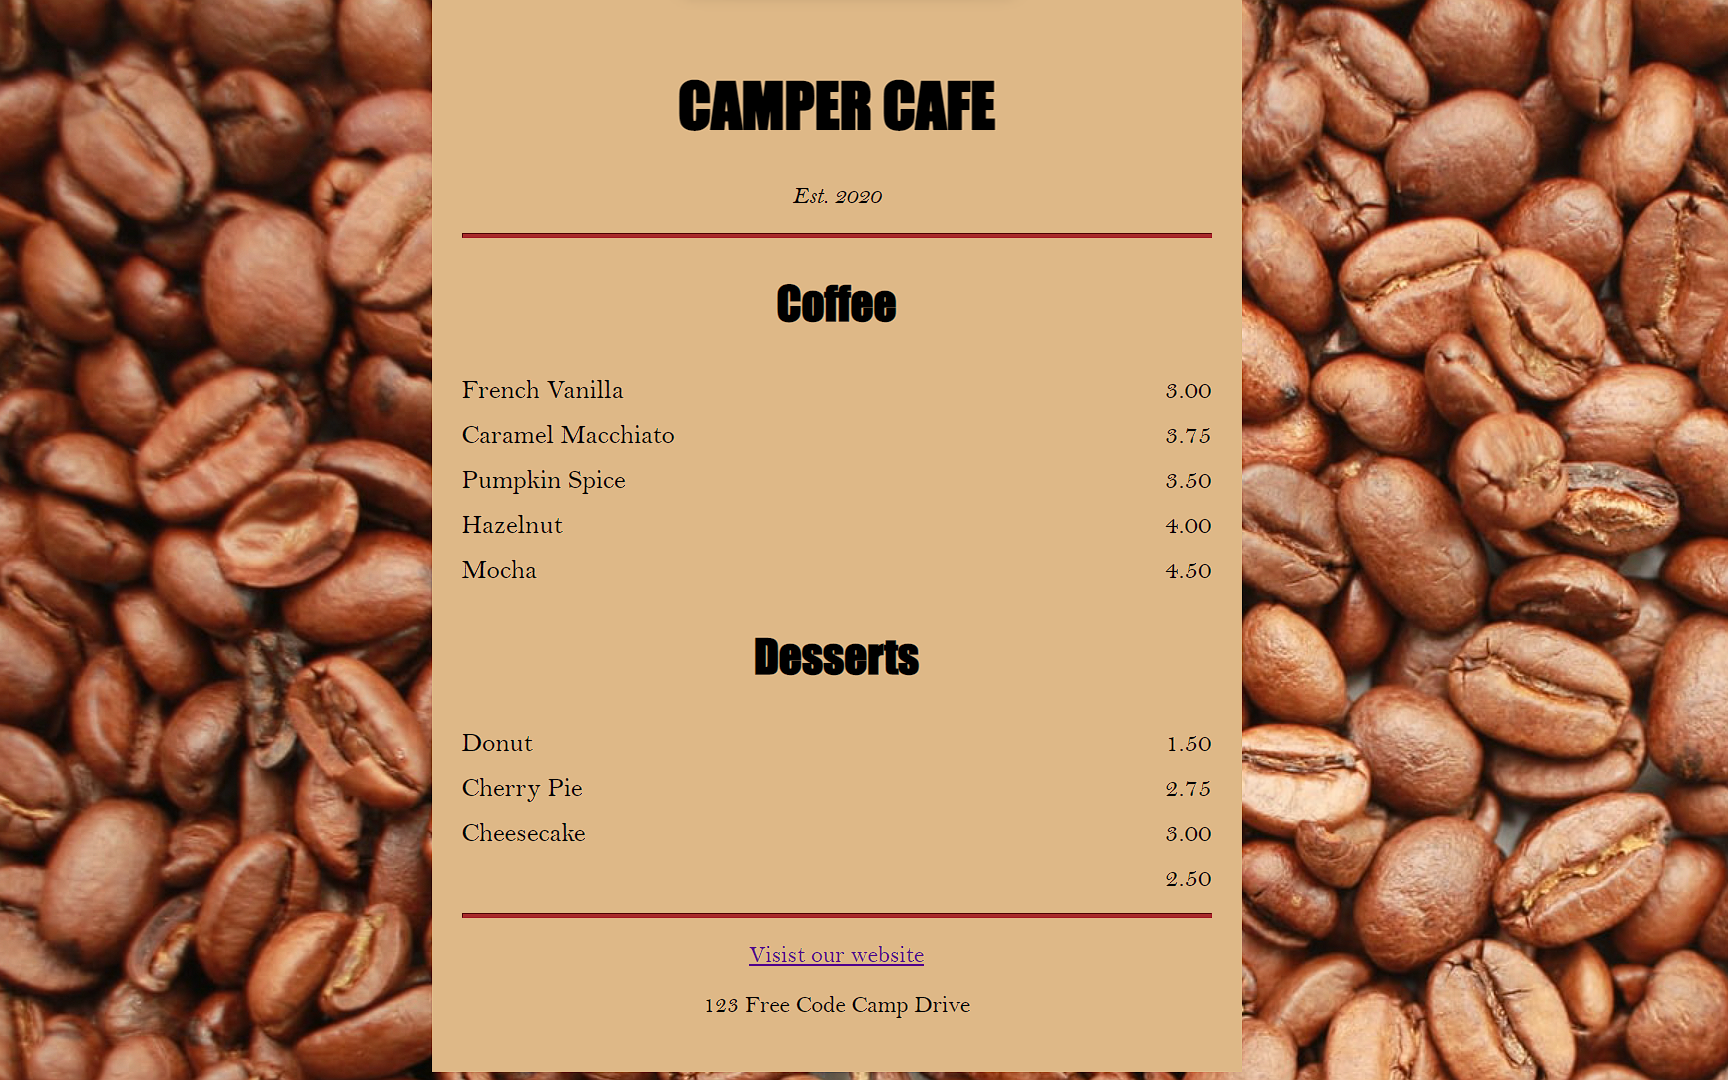 CAMPER CAFE
Est. 2020
Coffee
French Vanilla 3.00
Caramel Macchiato 3.75
Pumpkin Spice 3.50
Hazelnut 4.00
Mocha 4.50
Desserts
Donut 1.50
Cherry Pie 2.75
Cheesecake 3.00
2.50
Visist our website
123 Free Code Camp Drive